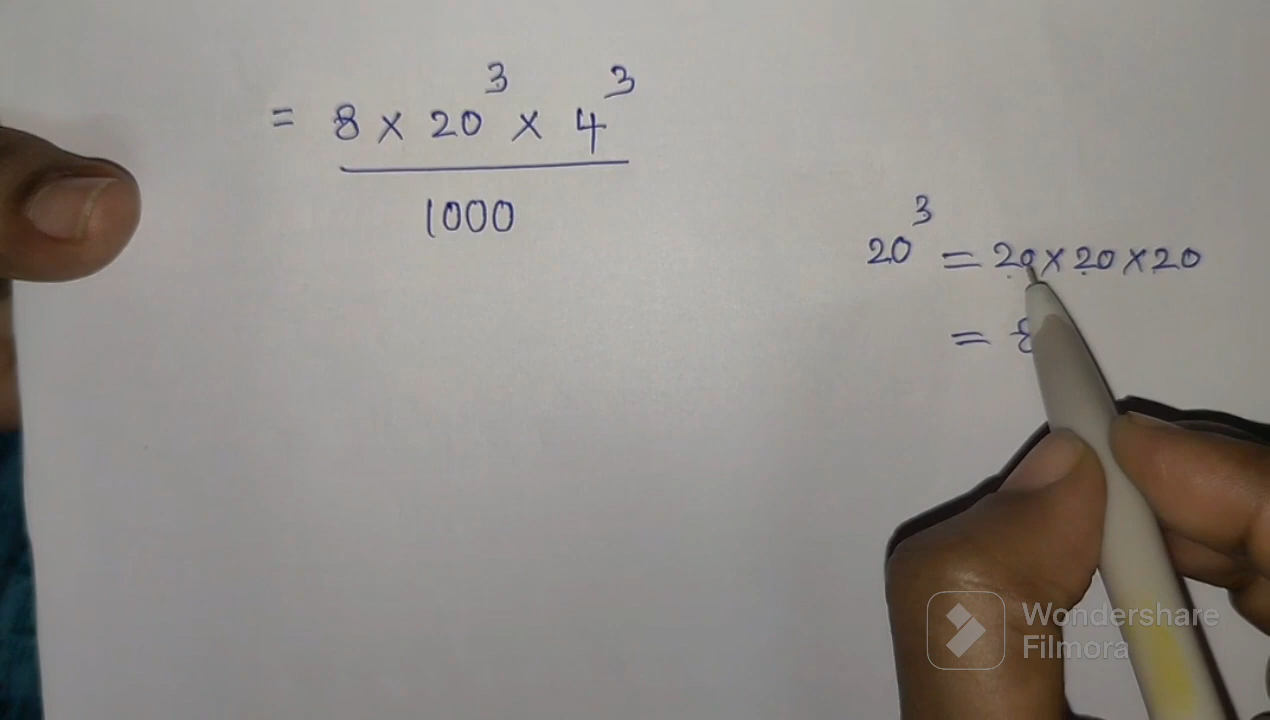 = 8 × 20³ × 4³
1000
20³ = 20×20×20
= 8
Wondershare
Filmora